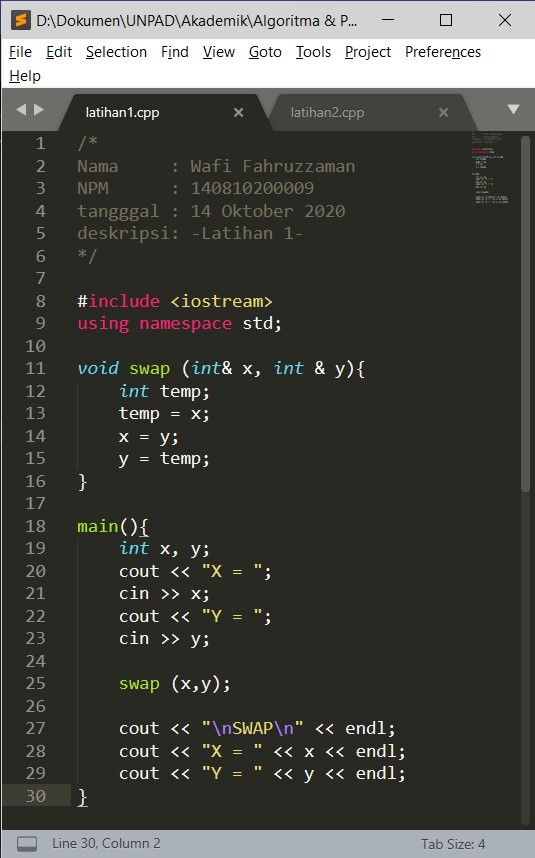 D:\Dokumen\UNPAD\Akademik\Algoritma & P...
File Edit Selection Find View Goto Tools Project Preferences
Help
latihan1.cpp latihan2.cpp
1 /*
2 Nama     : Wafi Fahruzzaman
3 NPM      : 140810200009
4 tangggal : 14 Oktober 2020
5 deskripsi: -Latihan 1-
6 */
7
8 #include <iostream>
9 using namespace std;
10
11 void swap (int& x, int & y){
12     int temp;
13     temp = x;
14     x = y;
15     y = temp;
16 }
17
18 main(){
19     int x, y;
20     cout << "X = ";
21     cin >> x;
22     cout << "Y = ";
23     cin >> y;
24
25     swap (x,y);
26
27     cout << "\nSWAP\n" << endl;
28     cout << "X = " << x << endl;
29     cout << "Y = " << y << endl;
30 }
Line 30, Column 2 Tab Size: 4